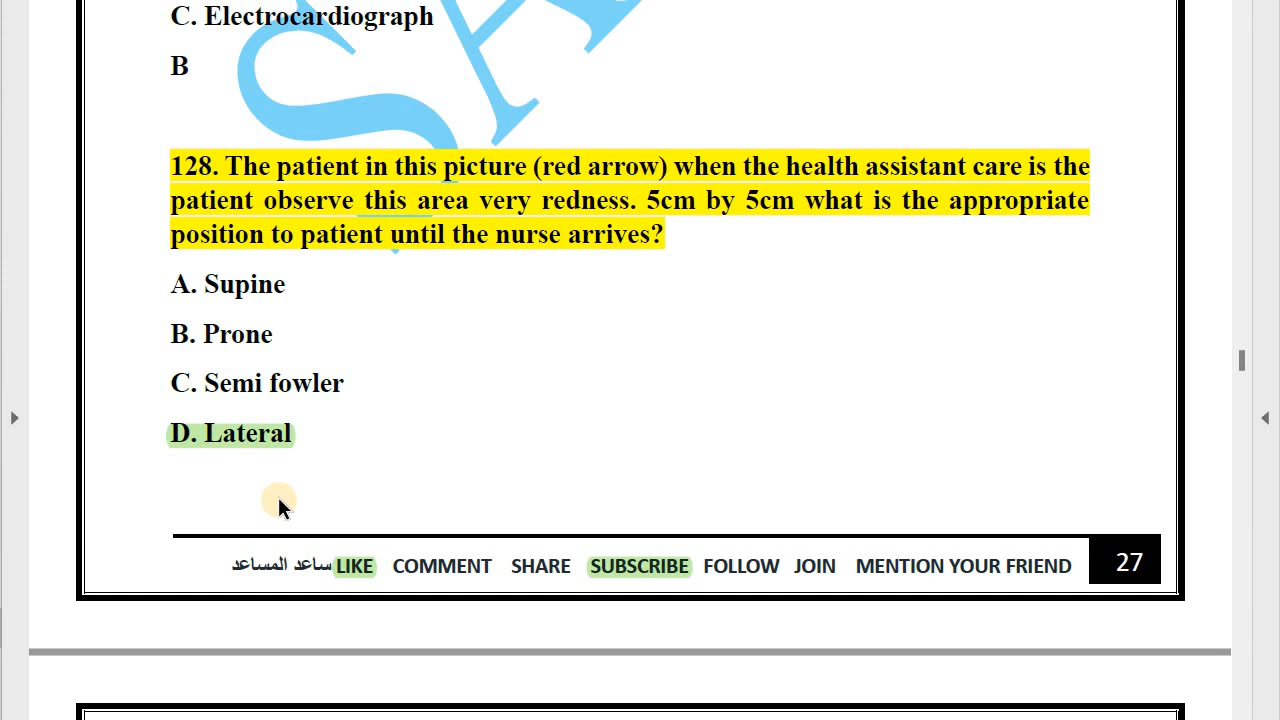 C. Electrocardiograph
B
128. The patient in this picture (red arrow) when the health assistant care is the
patient observe this area very redness. 5cm by 5cm what is the appropriate
position to patient until the nurse arrives?
A. Supine
B. Prone
C. Semi fowler
D. Lateral
ساعد المساعد LIKE COMMENT SHARE SUBSCRIBE FOLLOW JOIN MENTION YOUR FRIEND 27